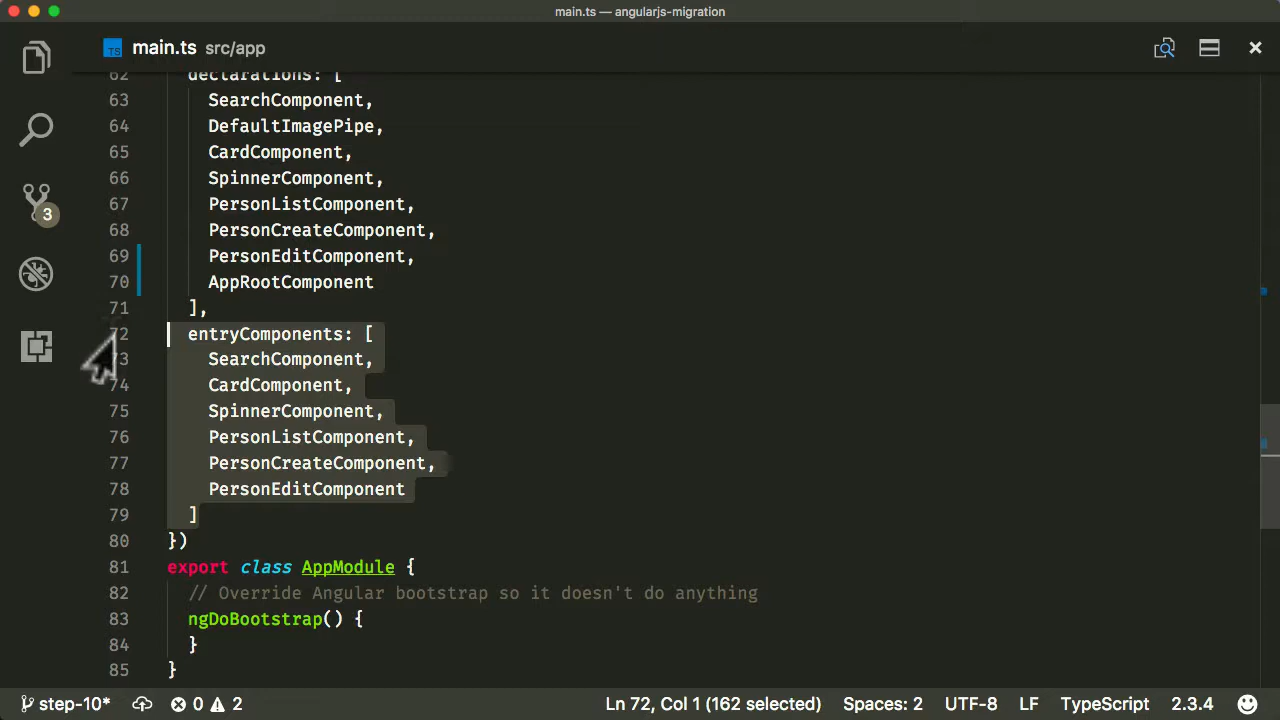 main.ts — angularjs-migration
TS main.ts src/app
62 declarations: [
63 SearchComponent,
64 DefaultImagePipe,
65 CardComponent,
66 SpinnerComponent,
67 PersonListComponent,
68 PersonCreateComponent,
69 PersonEditComponent,
70 AppRootComponent
71 ],
72 entryComponents: [
73 SearchComponent,
74 CardComponent,
75 SpinnerComponent,
76 PersonListComponent,
77 PersonCreateComponent,
78 PersonEditComponent
79 ]
80 })
81 export class AppModule {
82 // Override Angular bootstrap so it doesn't do anything
83 ngDoBootstrap() {
84 }
85 }
3
step-10* 0 2 Ln 72, Col 1 (162 selected) Spaces: 2 UTF-8 LF TypeScript 2.3.4